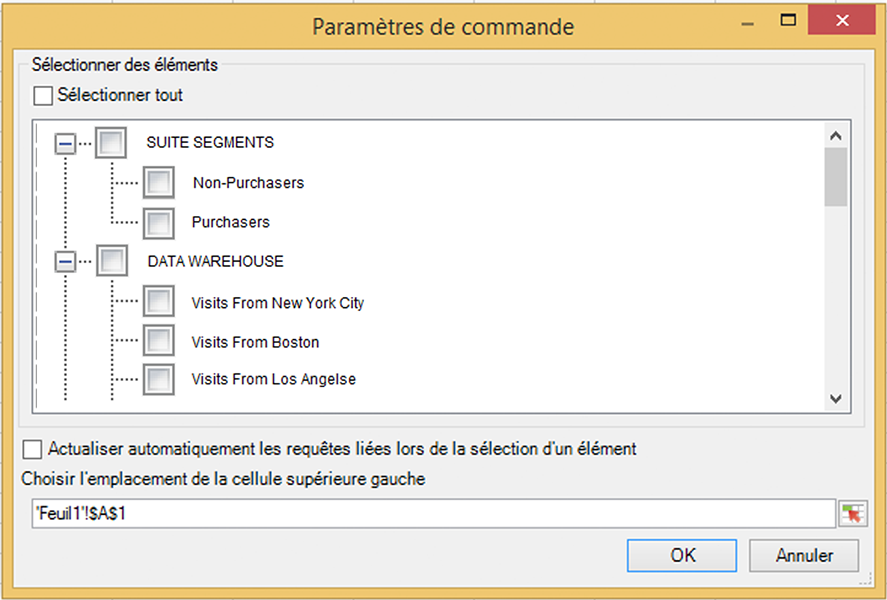 Paramètres de commande
Sélectionner des éléments
Sélectionner tout
SUITE SEGMENTS
Non-Purchasers
Purchasers
DATA WAREHOUSE
Visits From New York City
Visits From Boston
Visits From Los Angelse
Actualiser automatiquement les requêtes liées lors de la sélection d'un élément
Choisir l'emplacement de la cellule supérieure gauche
'Feuil1'!$A$1
OK
Annuler